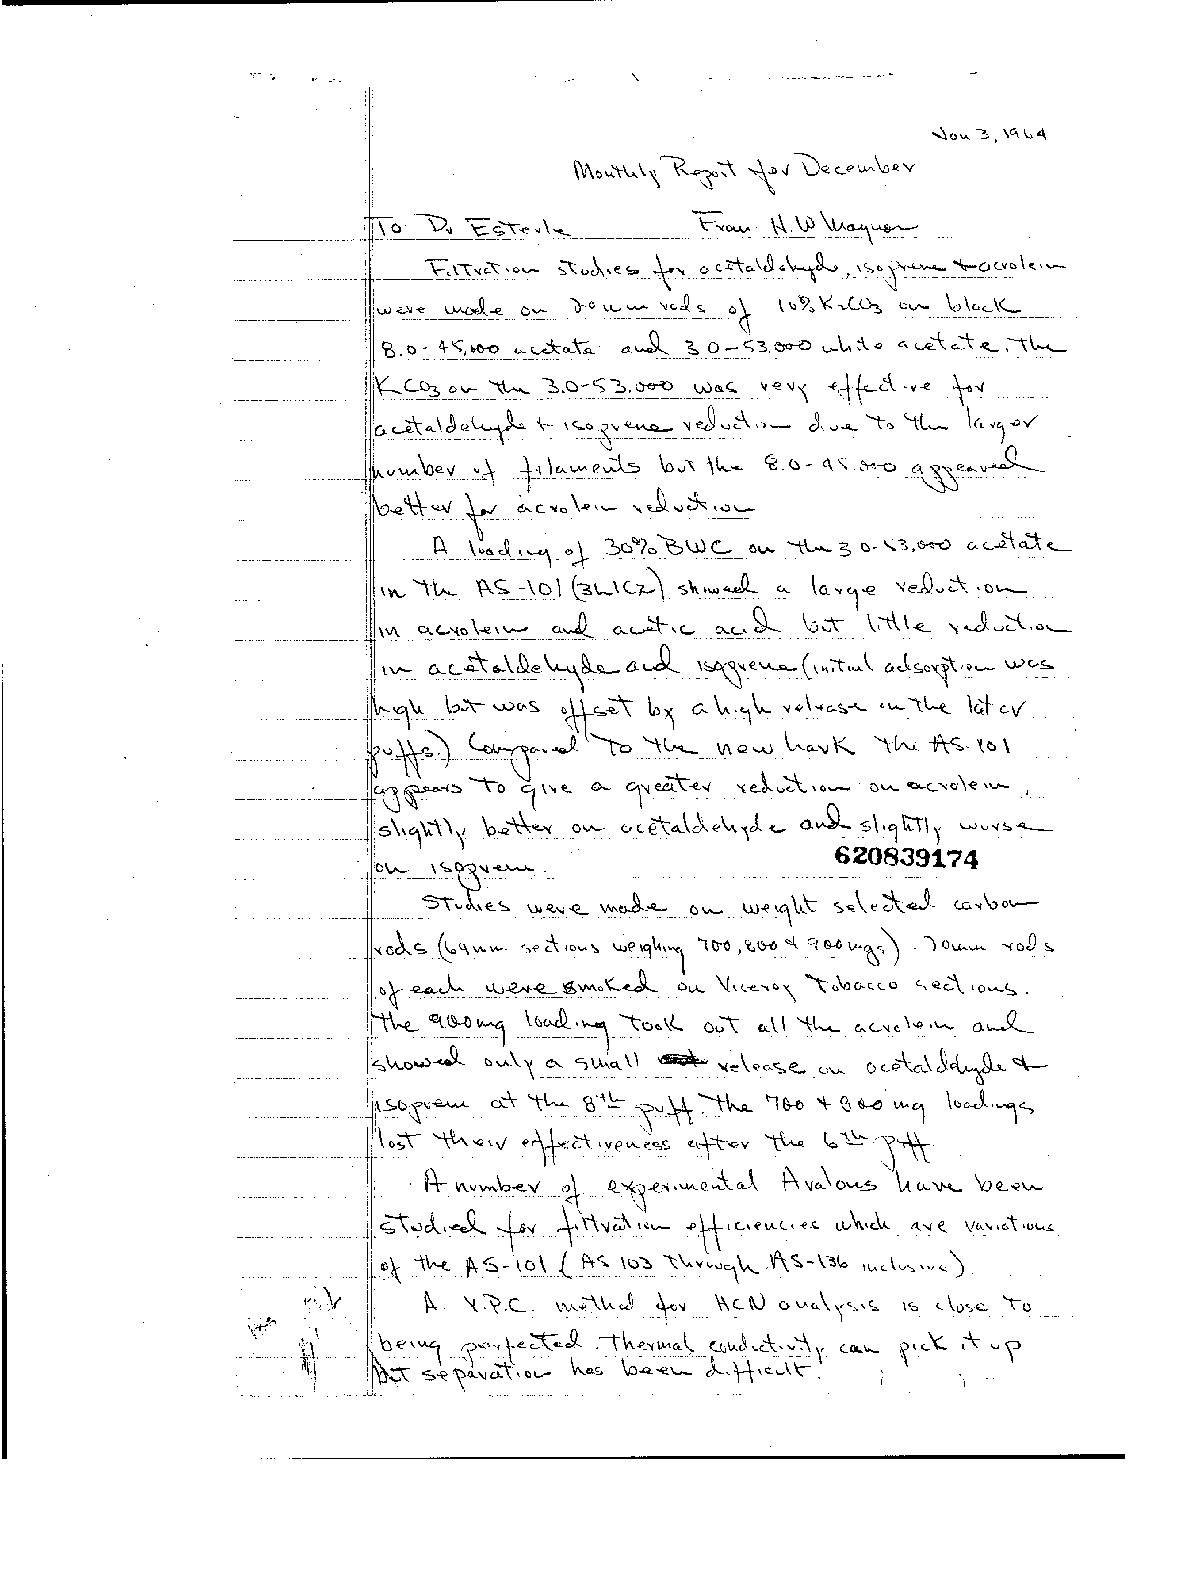 Jan 3, 1964
Monthly Report for December
To Dr Esterle From H. W Wagner
Filtration studies for acetaldehyde, isoprene + acrolein
were made on 70mm rods of 10% K2CO3 on black
8.0-45,000 acetate and 3.0-53.000 white acetate. The
KCO3 on the 3.0-53.000 was very effective for
acetaldehyde + isoprene reduction due to the larger
number of filaments but the 8.0-45.000 appeared
better for acrolein reduction
A loading of 30% BWC on the 3.0-53,000 acetate
in the AS-101 showed a large reduction
in acrolein and acetic acid but little reduction
in acetaldehyde and isoprene (initial adsorption was
high but was offset by a high release in the later
puffs.) Compared to the new the AS-101
appears to give a greater reduction on acrolein,
slightly better on acetaldehyde and slightly worse
on isoprene.
620839174
Studies were made on weight selected carbon
rods (69mm sections weighing 700, 800 + 900mgs). 70mm rods
of each were smoked on Viceroy Tobacco sections.
The 900mg loading took out all the acrolein and
showed only a small release on acetaldehyde +
isoprene at the 8th puff. The 700 + 800 mg loadings
lost their effectiveness after the 6th puff
A number of experimental Avalons have been
studied for filtration efficiencies which are variations
of the AS-101 (AS 103 through AS-136 inclusive)
A V.P.C. method for HCN analysis is close to
being perfected. Thermal conductivity can pick it up
but separation has been difficult.